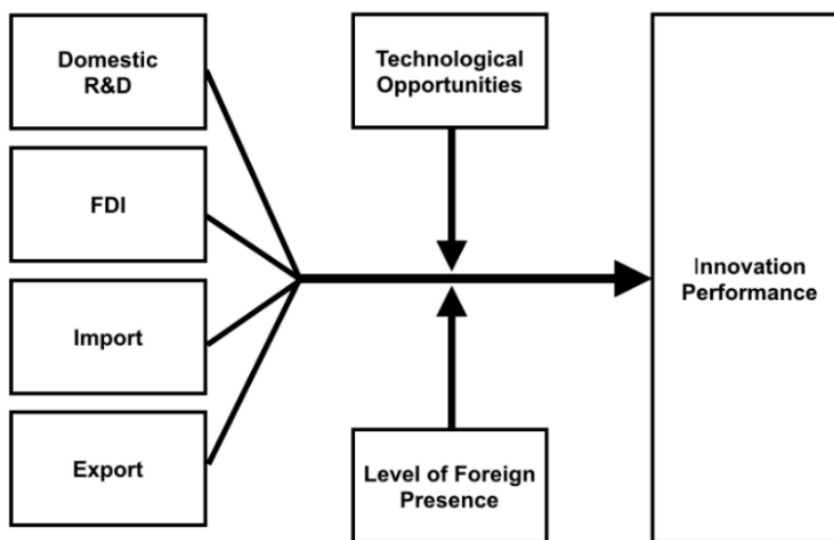 Domestic
R&D
FDI
Import
Export
Technological
Opportunities
Level of Foreign
Presence
Innovation
Performance